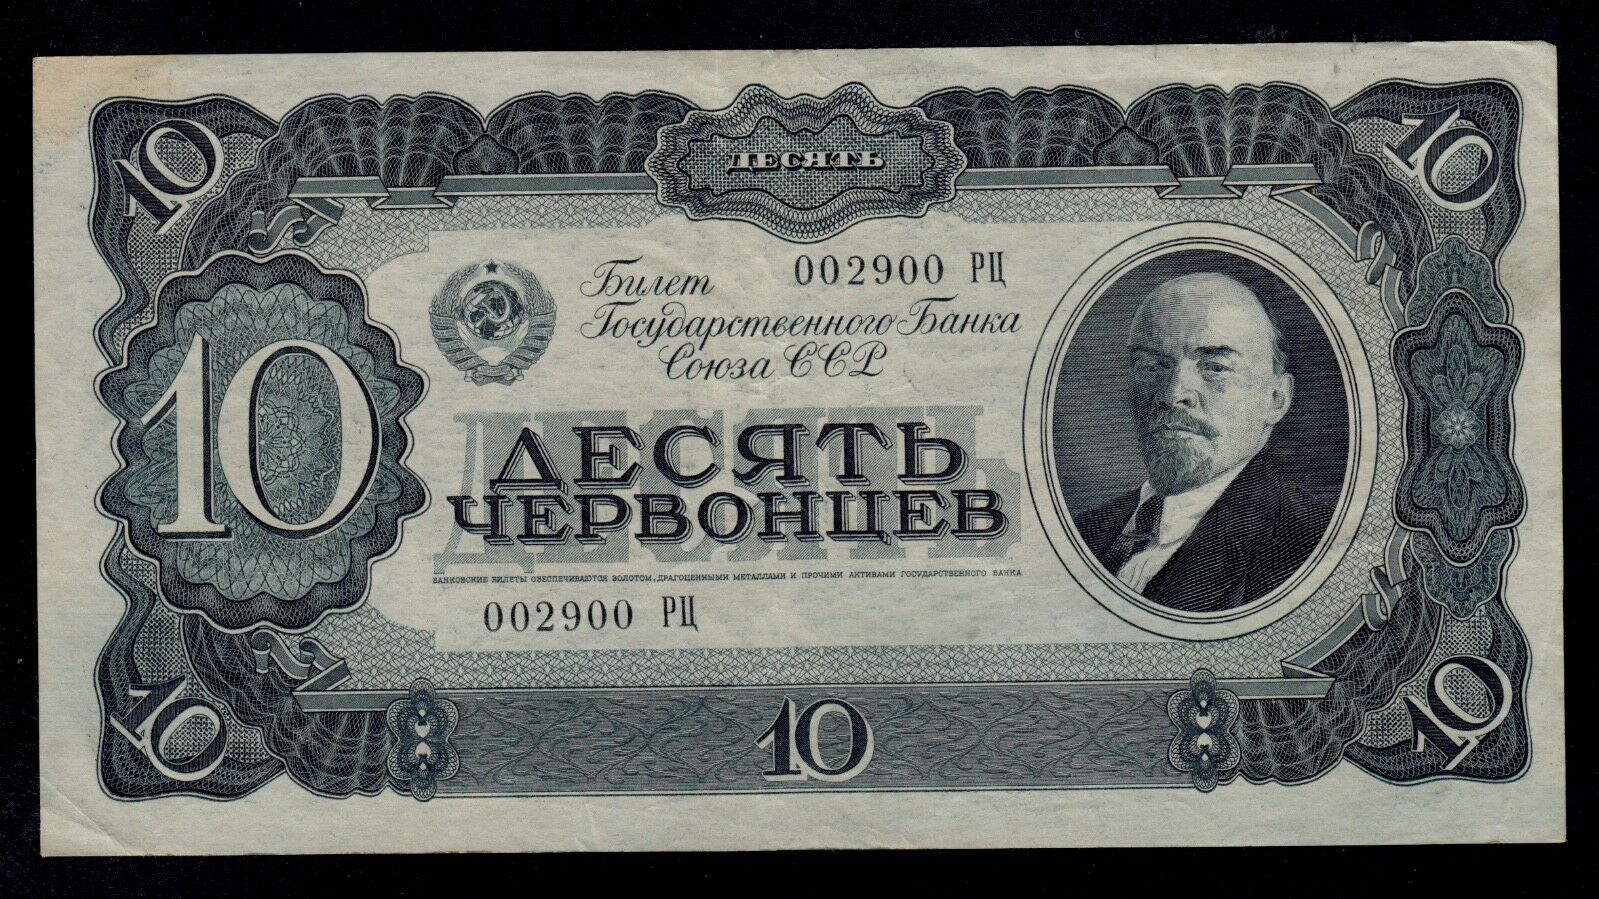 10
ДЕСЯТЬ
10
Билет
002900 РЦ
Государственного Банка
Союза ССР
10
ДЕСЯТЬ
ДЕСЯТЬ
ЧЕРВОНЦЕВ
БАНКОВСКИЕ БИЛЕТЫ ОБЕСПЕЧИВАЮТСЯ ЗОЛОТОМ, ДРАГОЦЕННЫМИ МЕТАЛЛАМИ И ПРОЧИМИ АКТИВАМИ ГОСУДАРСТВЕННОГО БАНКА
002900 РЦ
10
10
10